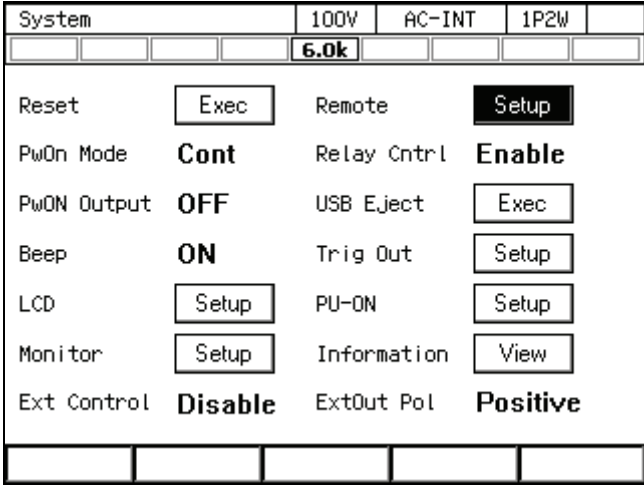 System 100V AC-INT 1P2W
6.0k
Reset Exec Remote Setup
PwOn Mode Cont Relay Cntrl Enable
PwON Output OFF USB Eject Exec
Beep ON Trig Out Setup
LCD Setup PU-ON Setup
Monitor Setup Information View
Ext Control Disable ExtOut Pol Positive